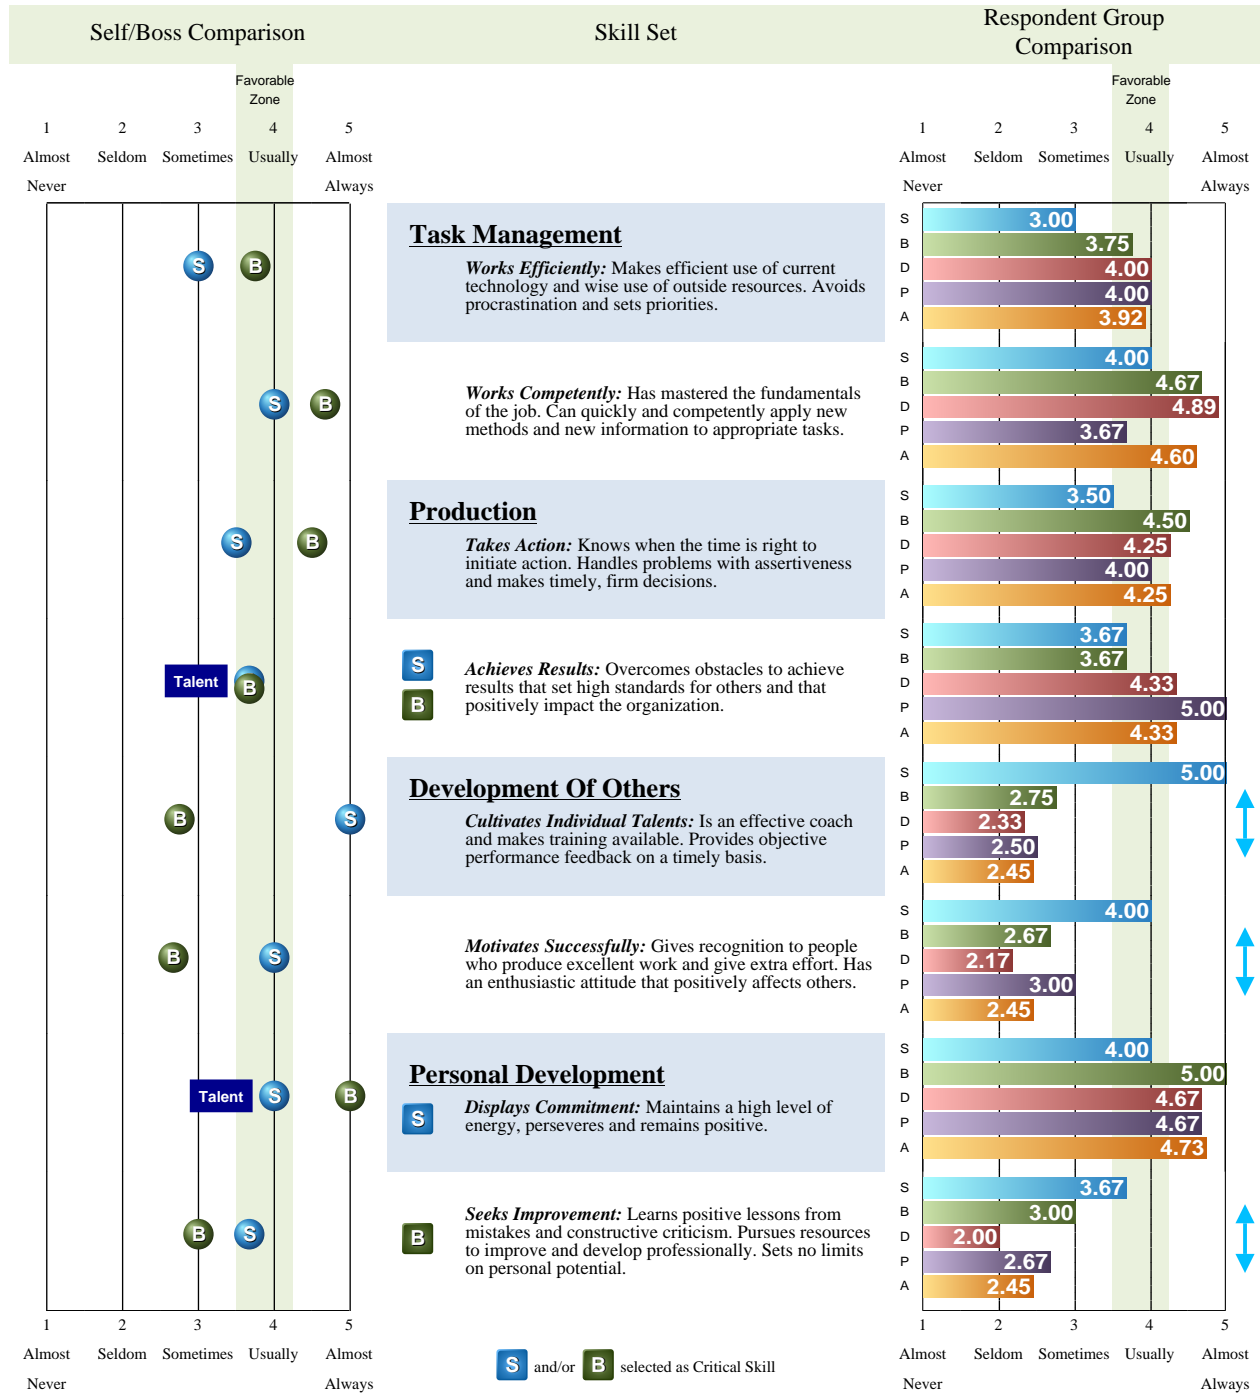 Self/Boss Comparison
Skill Set
Respondent Group
Comparison
Favorable
Zone
1 2 3 4 5
Almost Seldom Sometimes Usually Almost
Never Always
Favorable
Zone
1 2 3 4 5
Almost Seldom Sometimes Usually Almost
Never Always
S B
Task Management
Works Efficiently: Makes efficient use of current
technology and wise use of outside resources. Avoids
procrastination and sets priorities.
S 3.00
B 3.75
D 4.00
P 4.00
A 3.92
S B
Works Competently: Has mastered the fundamentals
of the job. Can quickly and competently apply new
methods and new information to appropriate tasks.
S 4.00
B 4.67
D 4.89
P 3.67
A 4.60
S B
Production
Takes Action: Knows when the time is right to
initiate action. Handles problems with assertiveness
and makes timely, firm decisions.
S 3.50
B 4.50
D 4.25
P 4.00
A 4.25
Talent B
S
B
Achieves Results: Overcomes obstacles to achieve
results that set high standards for others and that
positively impact the organization.
S 3.67
B 3.67
D 4.33
P 5.00
A 4.33
B S
Development Of Others
Cultivates Individual Talents: Is an effective coach
and makes training available. Provides objective
performance feedback on a timely basis.
S 5.00
B 2.75
D 2.33
P 2.50
A 2.45
B S
Motivates Successfully: Gives recognition to people
who produce excellent work and give extra effort. Has
an enthusiastic attitude that positively affects others.
S 4.00
B 2.67
D 2.17
P 3.00
A 2.45
Talent S B
Personal Development
S
Displays Commitment: Maintains a high level of
energy, perseveres and remains positive.
S 4.00
B 5.00
D 4.67
P 4.67
A 4.73
B S
B
Seeks Improvement: Learns positive lessons from
mistakes and constructive criticism. Pursues resources
to improve and develop professionally. Sets no limits
on personal potential.
S 3.67
B 3.00
D 2.00
P 2.67
A 2.45
1 2 3 4 5
Almost Seldom Sometimes Usually Almost
Never Always
S and/or B selected as Critical Skill
1 2 3 4 5
Almost Seldom Sometimes Usually Almost
Never Always